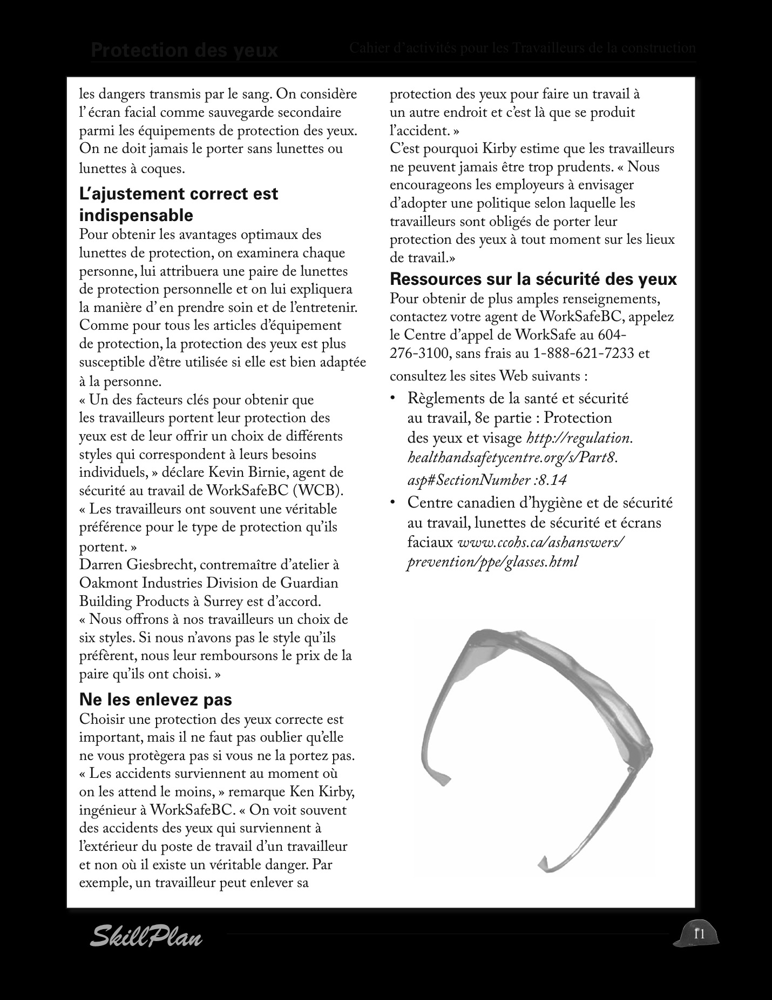 Protection des yeux
Cahier d'activités pour les Travailleurs de la construction
les dangers transmis par le sang. On considère
l' écran facial comme sauvegarde secondaire
parmi les équipements de protection des yeux.
On ne doit jamais le porter sans lunettes ou
lunettes à coques.
L'ajustement correct est
indispensable
Pour obtenir les avantages optimaux des
lunettes de protection, on examinera chaque
personne, lui attribuera une paire de lunettes
de protection personnelle et on lui expliquera
la manière d' en prendre soin et de l'entretenir.
Comme pour tous les articles d'équipement
de protection, la protection des yeux est plus
susceptible d'être utilisée si elle est bien adaptée
à la personne.
« Un des facteurs clés pour obtenir que
les travailleurs portent leur protection des
yeux est de leur offrir un choix de différents
styles qui correspondent à leurs besoins
individuels, » déclare Kevin Birnie, agent de
sécurité au travail de WorkSafeBC (WCB).
« Les travailleurs ont souvent une véritable
préférence pour le type de protection qu'ils
portent. »
Darren Giesbrecht, contremaître d'atelier à
Oakmont Industries Division de Guardian
Building Products à Surrey est d'accord.
« Nous offrons à nos travailleurs un choix de
six styles. Si nous n'avons pas le style qu'ils
préfèrent, nous leur remboursons le prix de la
paire qu'ils ont choisi. »
Ne les enlevez pas
Choisir une protection des yeux correcte est
important, mais il ne faut pas oublier qu'elle
ne vous protègera pas si vous ne la portez pas.
« Les accidents surviennent au moment où
on les attend le moins, » remarque Ken Kirby,
ingénieur à WorkSafeBC. « On voit souvent
des accidents des yeux qui surviennent à
l'extérieur du poste de travail d'un travailleur
et non où il existe un véritable danger. Par
exemple, un travailleur peut enlever sa
protection des yeux pour faire un travail à
un autre endroit et c'est là que se produit
l'accident. »
C'est pourquoi Kirby estime que les travailleurs
ne peuvent jamais être trop prudents. « Nous
encourageons les employeurs à envisager
d'adopter une politique selon laquelle les
travailleurs sont obligés de porter leur
protection des yeux à tout moment sur les lieux
de travail.»
Ressources sur la sécurité des yeux
Pour obtenir de plus amples renseignements,
contactez votre agent de WorkSafeBC, appelez
le Centre d'appel de WorkSafe au 604-
276-3100, sans frais au 1-888-621-7233 et
consultez les sites Web suivants :
• Règlements de la santé et sécurité
au travail, 8e partie : Protection
des yeux et visage http://regulation.
healthandsafetycentre.org/s/Part8.
asp#SectionNumber :8.14
• Centre canadien d'hygiène et de sécurité
au travail, lunettes de sécurité et écrans
faciaux www.ccohs.ca/ashanswers/
prevention/ppe/glasses.html
SkillPlan
11